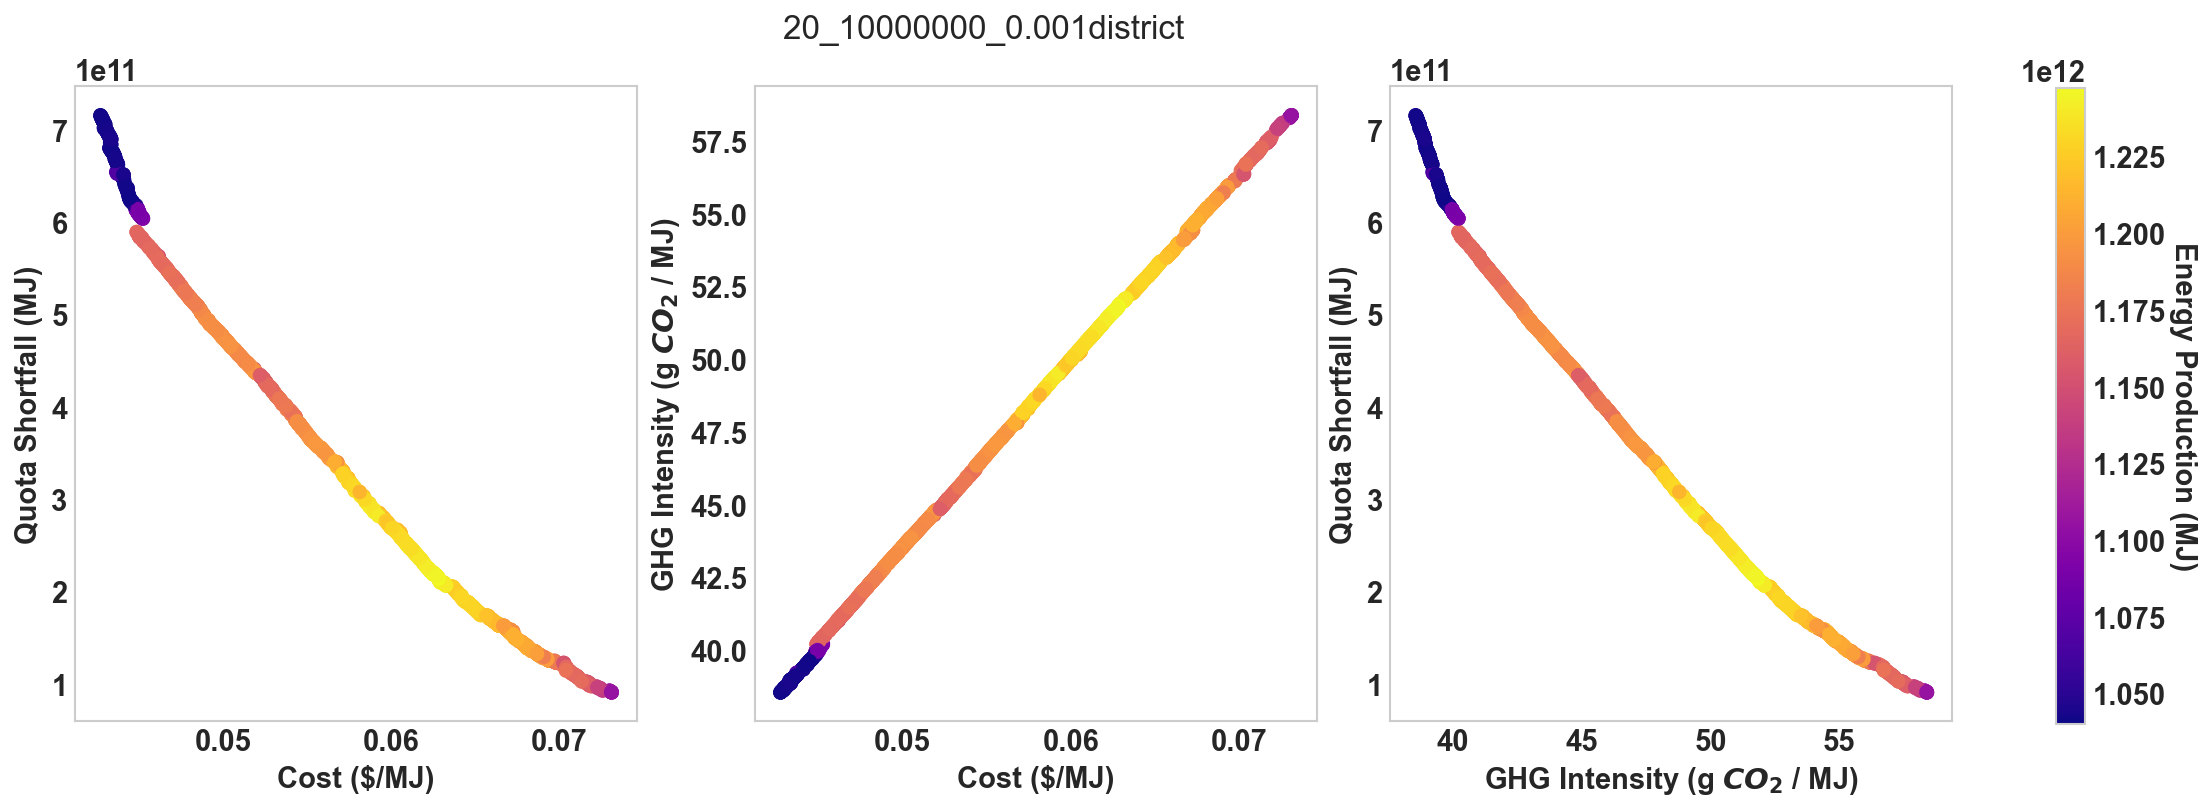 20_10000000_0.001district
1e11
7
6
5
4
3
2
1
Quota Shortfall (MJ)
0.05 0.06 0.07
Cost ($/MJ)
57.5
55.0
52.5
50.0
47.5
45.0
42.5
40.0
GHG Intensity (g CO₂ / MJ)
0.05 0.06 0.07
Cost ($/MJ)
1e11
7
6
5
4
3
2
1
Quota Shortfall (MJ)
40 45 50 55
GHG Intensity (g CO₂ / MJ)
1e12
1.225
1.200
1.175
1.150
1.125
1.100
1.075
1.050
Energy Production (MJ)